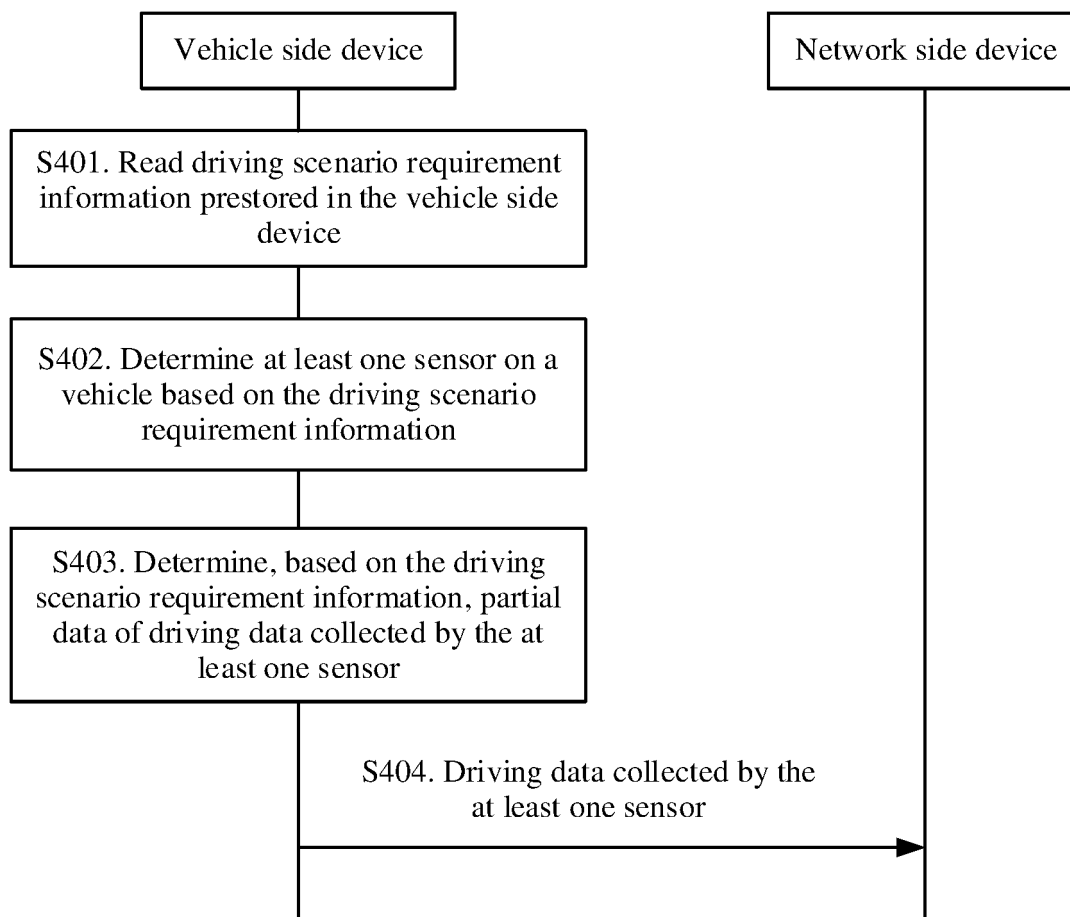 Vehicle side device
Network side device
S401. Read driving scenario requirement
information prestored in the vehicle side
device
S402. Determine at least one sensor on a
vehicle based on the driving scenario
requirement information
S403. Determine, based on the driving
scenario requirement information, partial
data of driving data collected by the at
least one sensor
S404. Driving data collected by the
at least one sensor